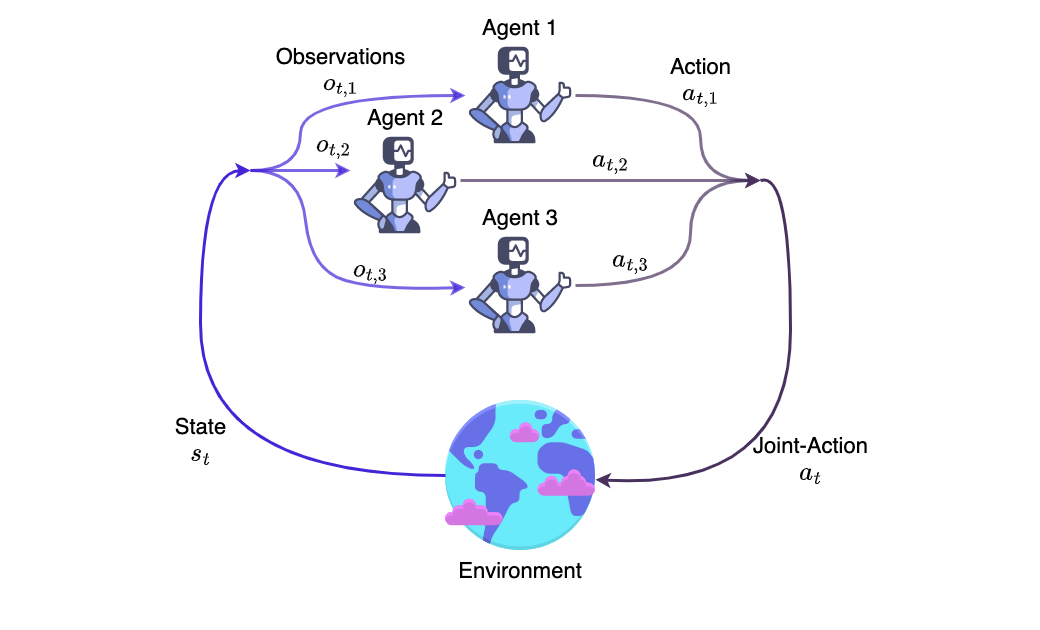 Agent 1
Observations
Action
o_{t,1}
a_{t,1}
Agent 2
o_{t,2}
a_{t,2}
Agent 3
o_{t,3}
a_{t,3}
State
s_t
Joint-Action
a_t
Environment